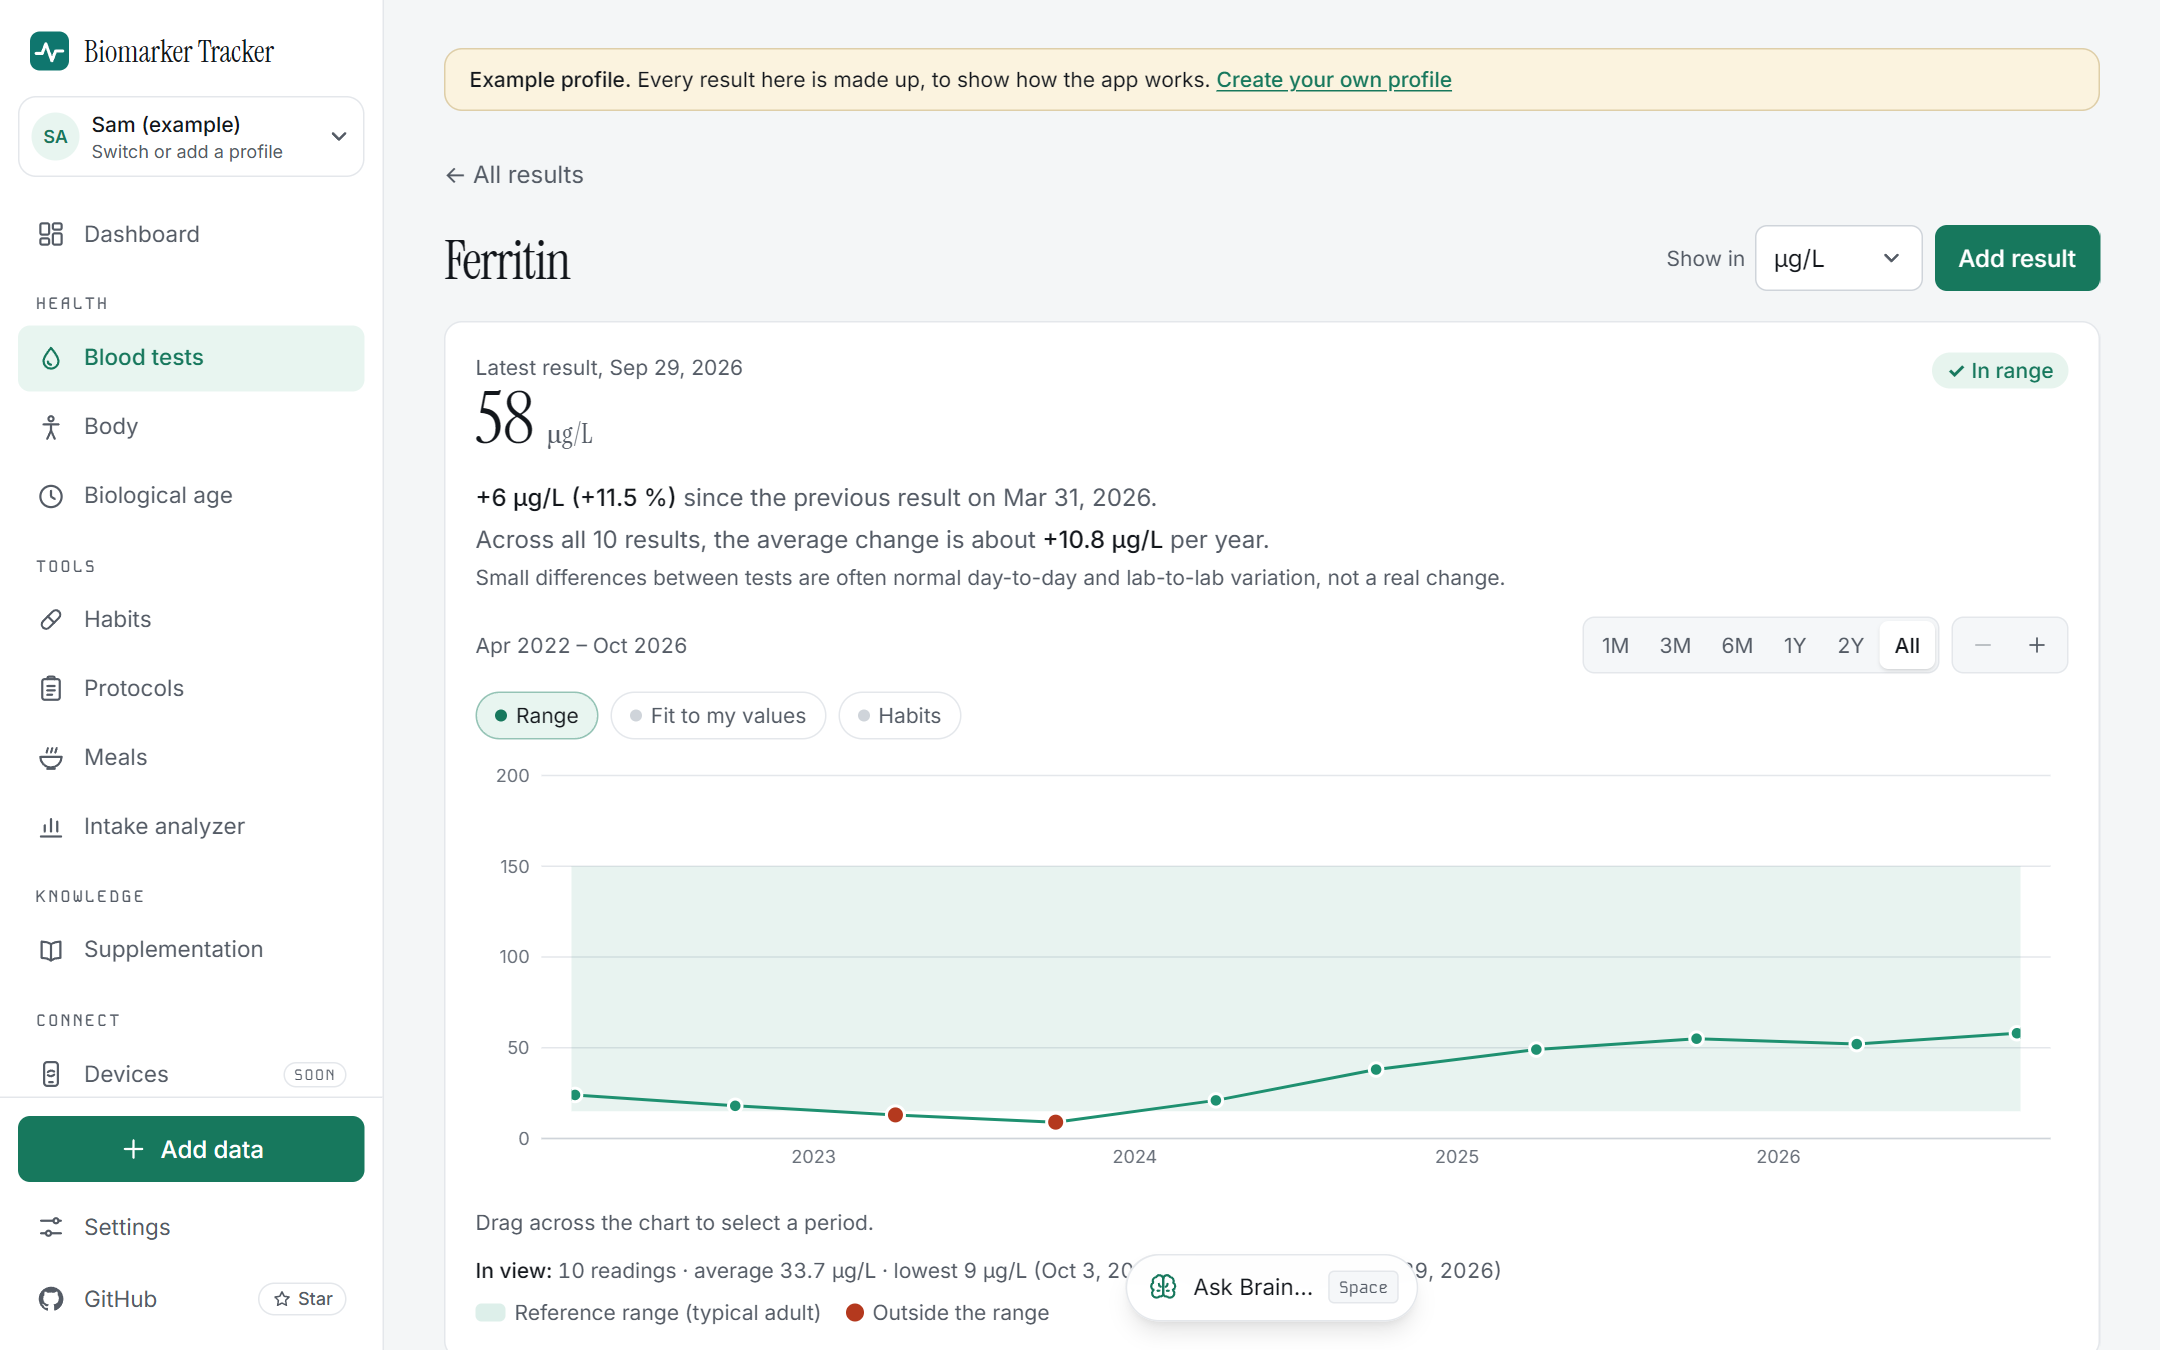 Biomarker Tracker
SA
Sam (example)
Switch or add a profile
Dashboard
HEALTH
Blood tests
Body
Biological age
TOOLS
Habits
Protocols
Meals
Intake analyzer
KNOWLEDGE
Supplementation
CONNECT
Devices SOON
+ Add data
Settings
GitHub Star
Example profile. Every result here is made up, to show how the app works. Create your own profile
← All results
Ferritin
Show in µg/L Add result
Latest result, Sep 29, 2026
In range
58 µg/L
+6 µg/L (+11.5 %) since the previous result on Mar 31, 2026.
Across all 10 results, the average change is about +10.8 µg/L per year.
Small differences between tests are often normal day-to-day and lab-to-lab variation, not a real change.
Apr 2022 – Oct 2026
1M 3M 6M 1Y 2Y All − +
Range Fit to my values Habits
200
150
100
50
0
2023 2024 2025 2026
Drag across the chart to select a period.
In view: 10 readings · average 33.7 µg/L · lowest 9 µg/L (Oct 3, 20 9, 2026)
Ask Brain... Space
Reference range (typical adult) Outside the range